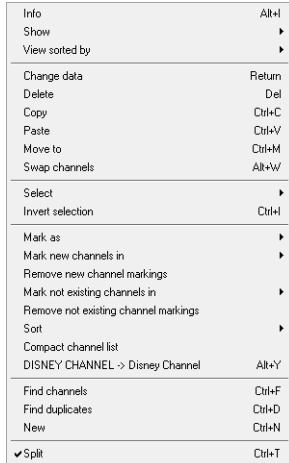 Info Alt+I
Show
View sorted by
Change data Return
Delete Del
Copy Ctrl+C
Paste Ctrl+V
Move to Ctrl+M
Swap channels Alt+W
Select
Invert selection Ctrl+I
Mark as
Mark new channels in
Remove new channel markings
Mark not existing channels in
Remove not existing channel markings
Sort
Compact channel list
DISNEY CHANNEL -> Disney Channel Alt+Y
Find channels Ctrl+F
Find duplicates Ctrl+D
New Ctrl+N
Split Ctrl+T